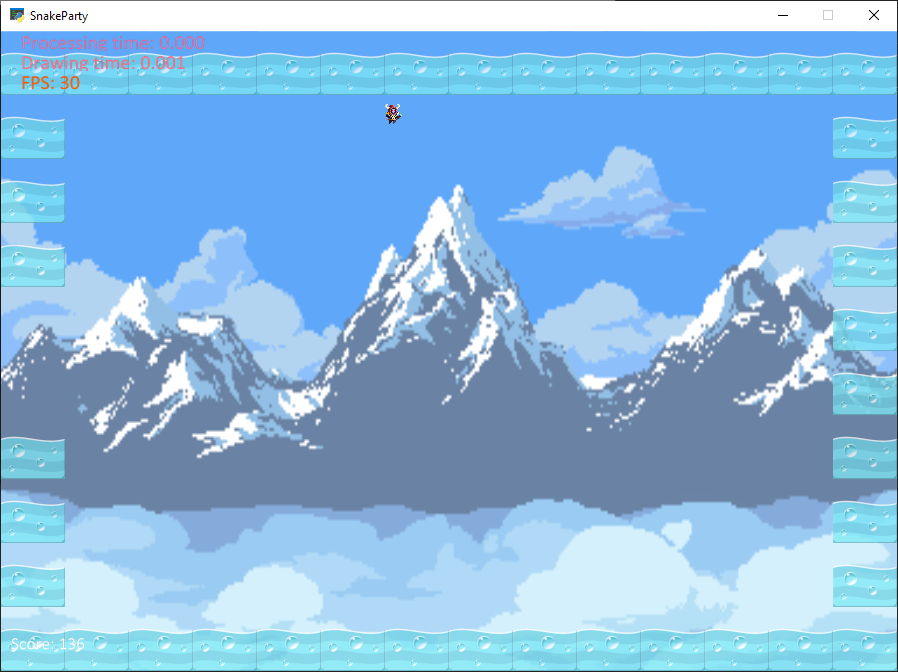 SnakeParty
Processing time: 0.000
Drawing time: 0.001
FPS: 30
Score: 136